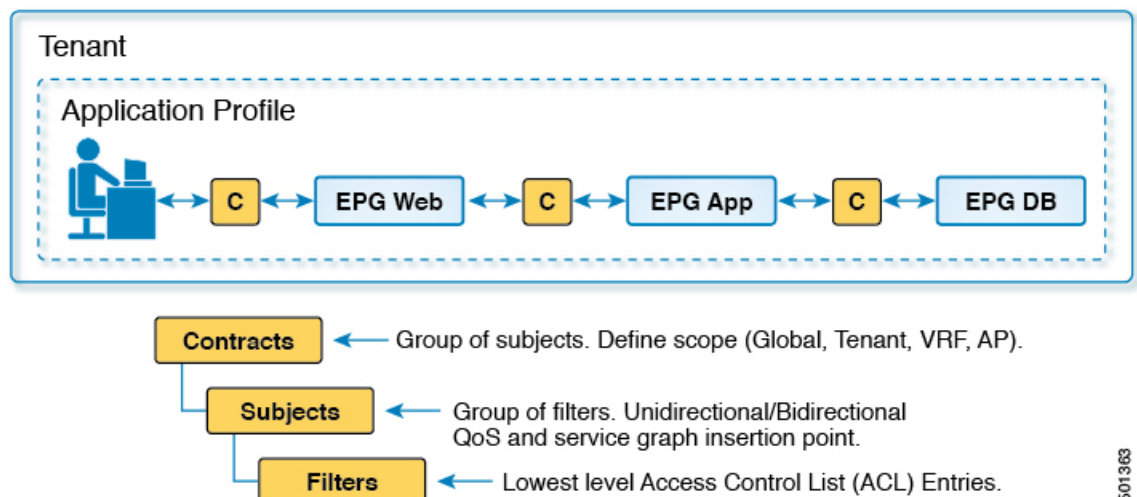 Tenant
Application Profile
C
EPG Web
C
EPG App
C
EPG DB
Contracts
Group of subjects. Define scope (Global, Tenant, VRF, AP).
Subjects
Group of filters. Unidirectional/Bidirectional
QoS and service graph insertion point.
Filters
Lowest level Access Control List (ACL) Entries.
501363